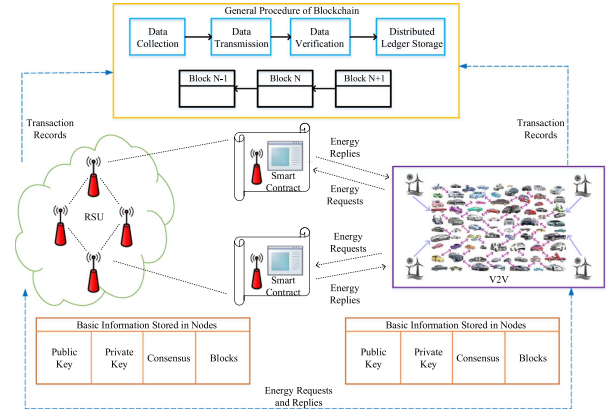 General Procedure of Blockchain
Data
Collection
Data
Transmission
Data
Verification
Distributed
Ledger Storage
Block N-1
Block N
Block N+1
Transaction
Records
Transaction
Records
RSU
Smart
Contract
Energy
Replies
Energy
Requests
Smart
Contract
Energy
Requests
Energy
Replies
V2V
Basic Information Stored in Nodes
Public
Key
Private
Key
Consensus
Blocks
Basic Information Stored in Nodes
Public
Key
Private
Key
Consensus
Blocks
Energy Requests
and Replies